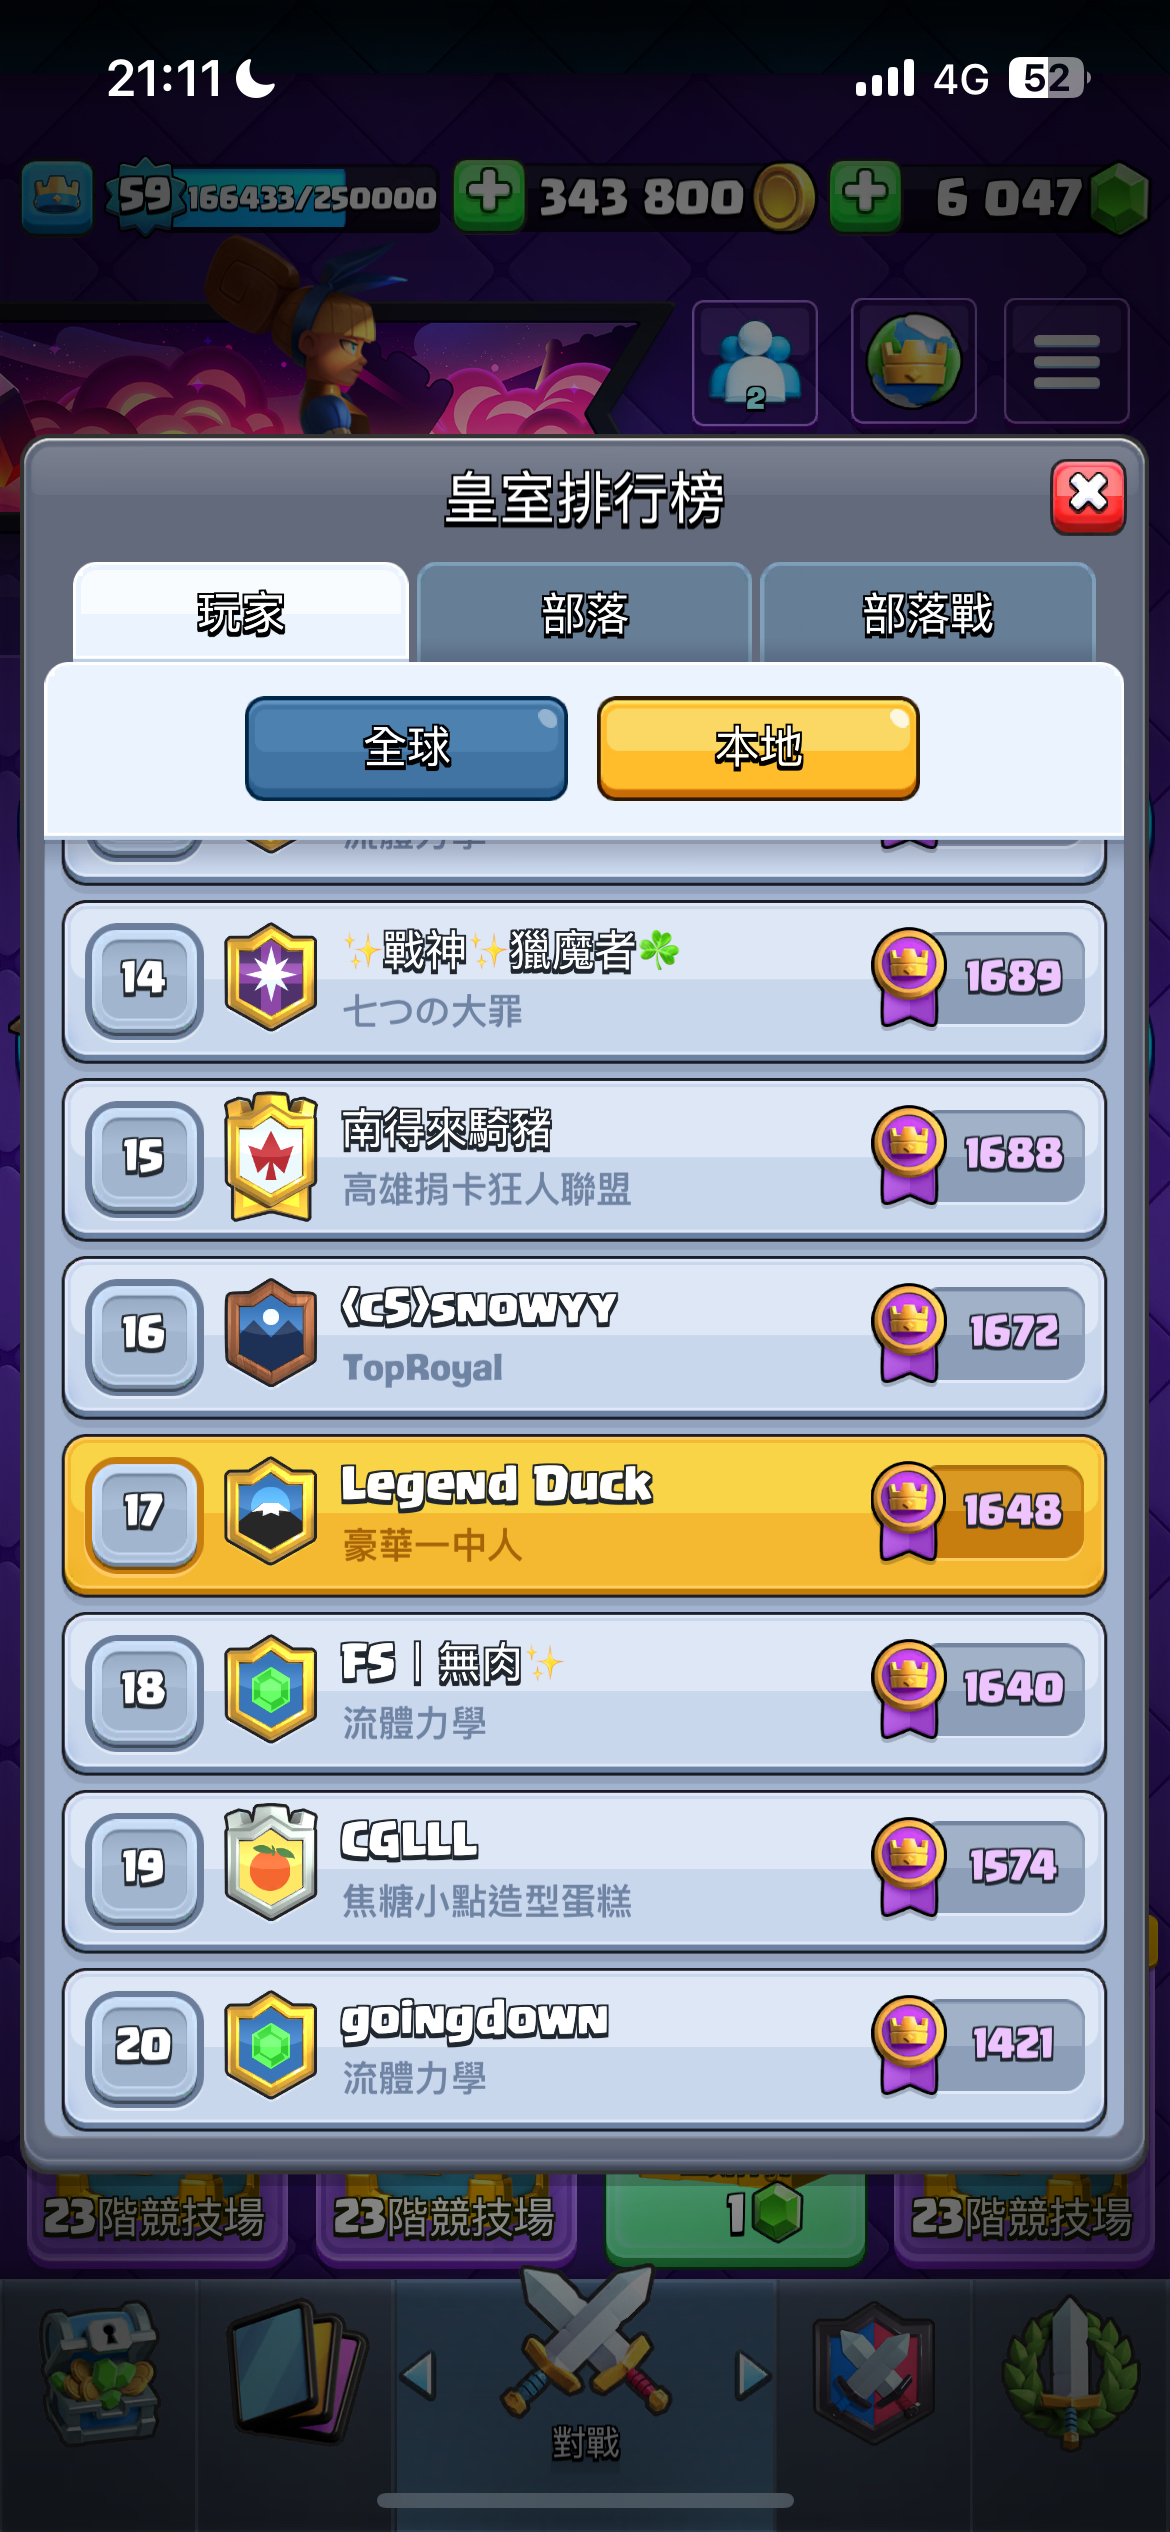 21:11
4G
52
59
166433/250000
343 800
6 047
2
皇室排行榜
玩家
部落
部落戰
全球
本地
流體力學
14
✨戰神✨獵魔者☘️
七つの大罪
1689
15
南得來騎豬
高雄捐卡狂人聯盟
1688
16
⟨c5⟩snowyy
TopRoyal
1672
17
Legend Duck
豪華一中人
1648
18
FS｜無肉✨
流體力學
1640
19
CGLLL
焦糖小點造型蛋糕
1574
20
goingdown
流體力學
1421
23階競技場
23階競技場
1
23階競技場
對戰